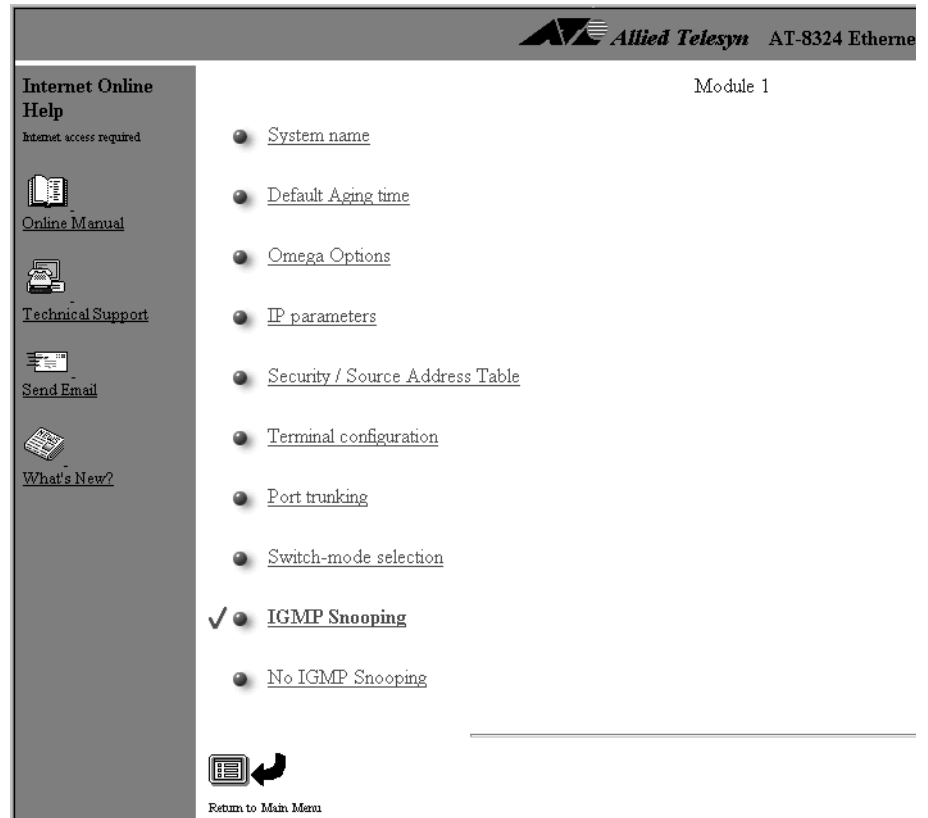 Allied Telesyn AT-8324 Etherne
Internet Online
Help
Internet access required
Online Manual
Technical Support
Send Email
What's New?
Module 1
System name
Default Aging time
Omega Options
IP parameters
Security / Source Address Table
Terminal configuration
Port trunking
Switch-mode selection
IGMP Snooping
No IGMP Snooping
Return to Main Menu